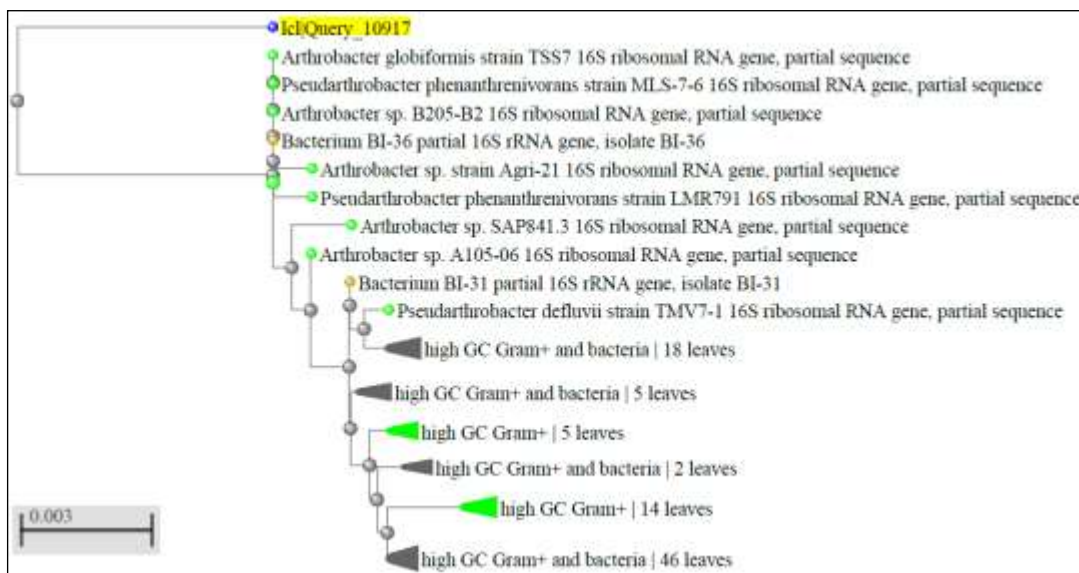 lcl|Query_10917
Arthrobacter globiformis strain TSS7 16S ribosomal RNA gene, partial sequence
Pseudarthrobacter phenanthrenivorans strain MLS-7-6 16S ribosomal RNA gene, partial sequence
Arthrobacter sp. B205-B2 16S ribosomal RNA gene, partial sequence
Bacterium BI-36 partial 16S rRNA gene, isolate BI-36
Arthrobacter sp. strain Agri-21 16S ribosomal RNA gene, partial sequence
Pseudarthrobacter phenanthrenivorans strain LMR791 16S ribosomal RNA gene, partial sequence
Arthrobacter sp. SAP841.3 16S ribosomal RNA gene, partial sequence
Arthrobacter sp. A105-06 16S ribosomal RNA gene, partial sequence
Bacterium BI-31 partial 16S rRNA gene, isolate BI-31
Pseudarthrobacter defluvii strain TMV7-1 16S ribosomal RNA gene, partial sequence
high GC Gram+ and bacteria | 18 leaves
high GC Gram+ and bacteria | 5 leaves
high GC Gram+ | 5 leaves
high GC Gram+ and bacteria | 2 leaves
high GC Gram+ | 14 leaves
0.003
high GC Gram+ and bacteria | 46 leaves